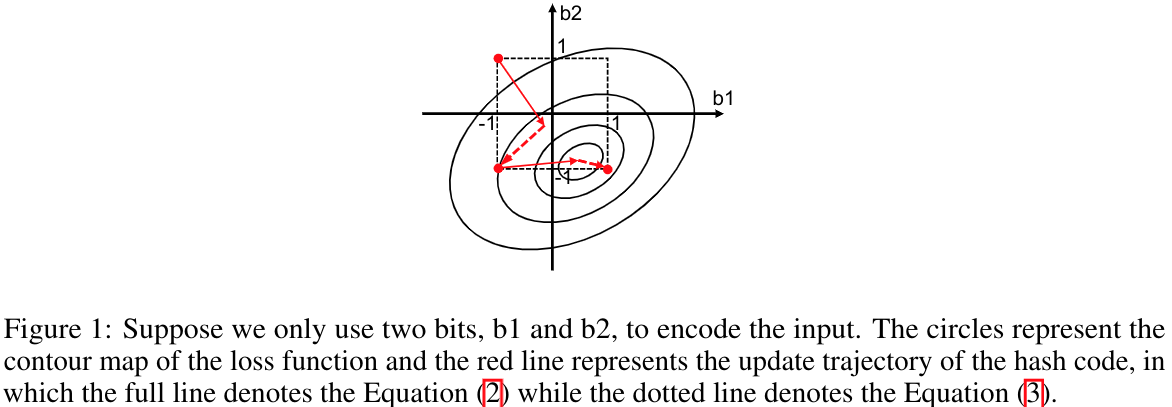 b2
1
b1
-1
1
-1
Figure 1: Suppose we only use two bits, b1 and b2, to encode the input. The circles represent the
contour map of the loss function and the red line represents the update trajectory of the hash code, in
which the full line denotes the Equation (2) while the dotted line denotes the Equation (3).